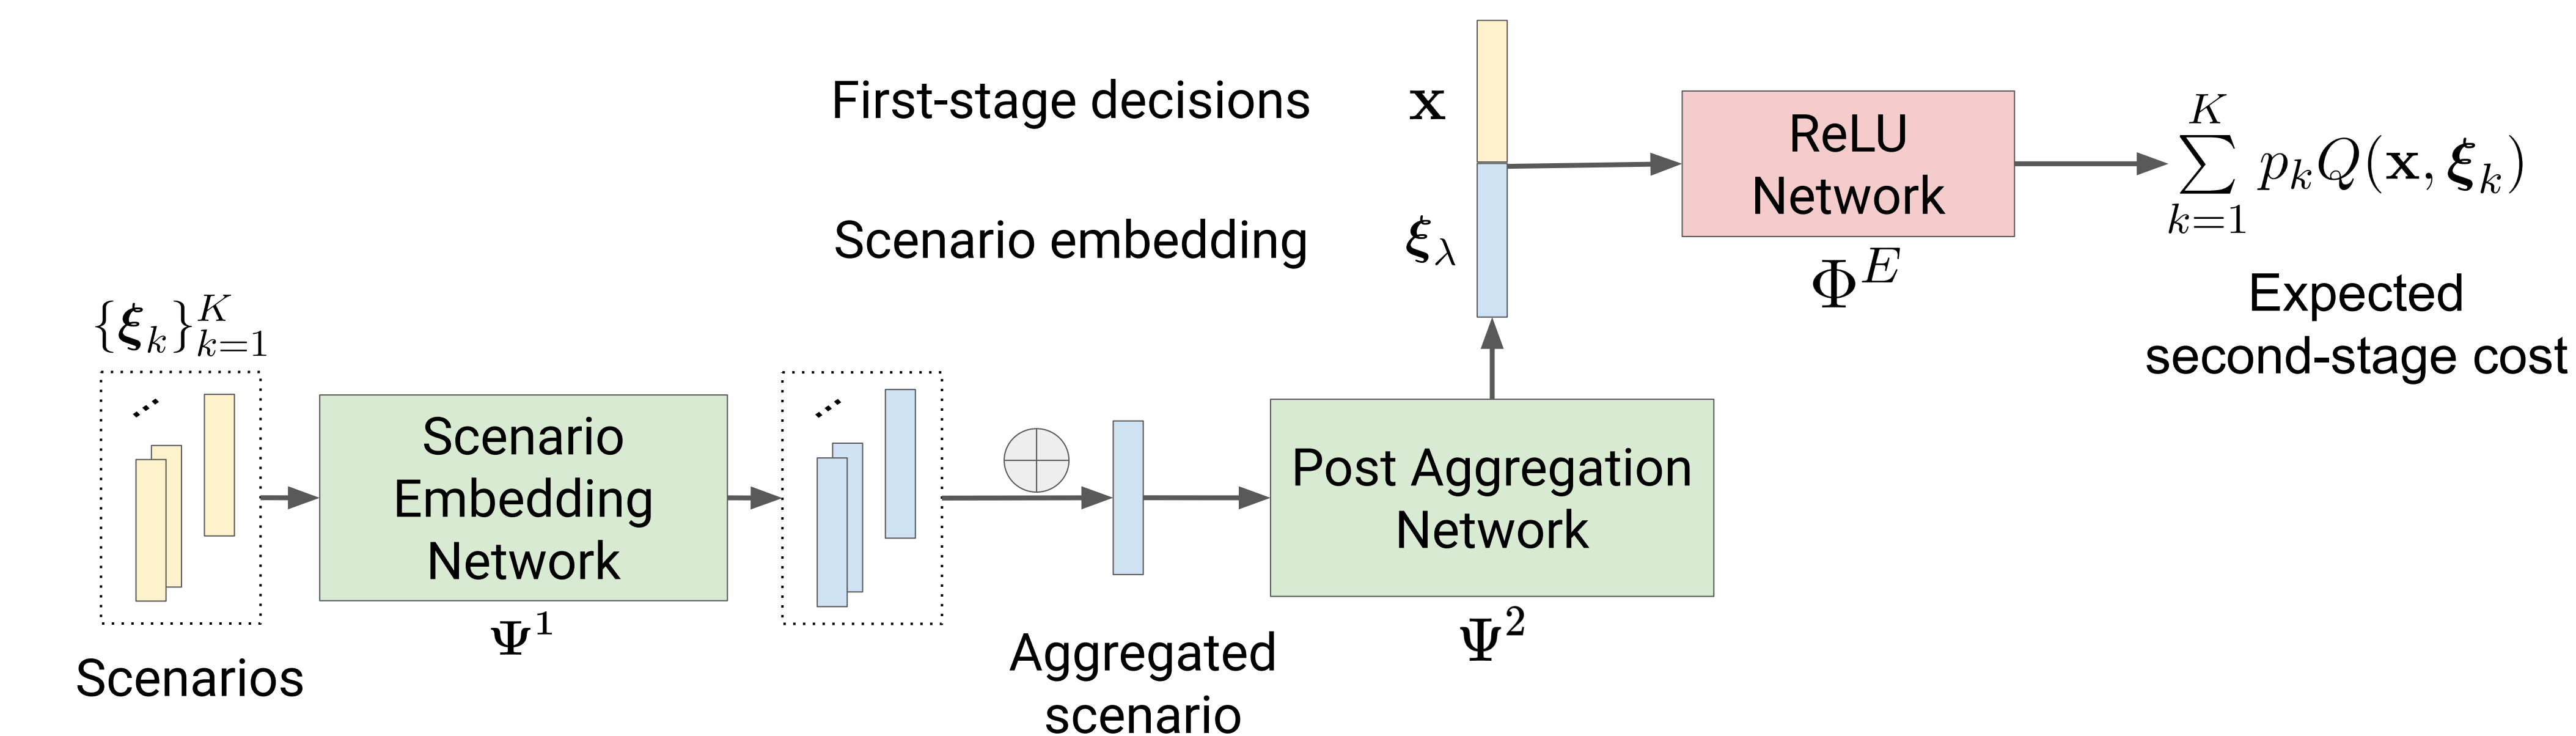 First-stage decisions
𝐱
Scenario embedding
𝛏_λ
ReLU
Network
Φ^E
∑_{k=1}^{K} p_k Q(𝐱, 𝛏_k)
Expected
second-stage cost
{𝛏_k}_{k=1}^{K}
Scenarios
Scenario
Embedding
Network
Ψ^1
Aggregated
scenario
Post Aggregation
Network
Ψ^2